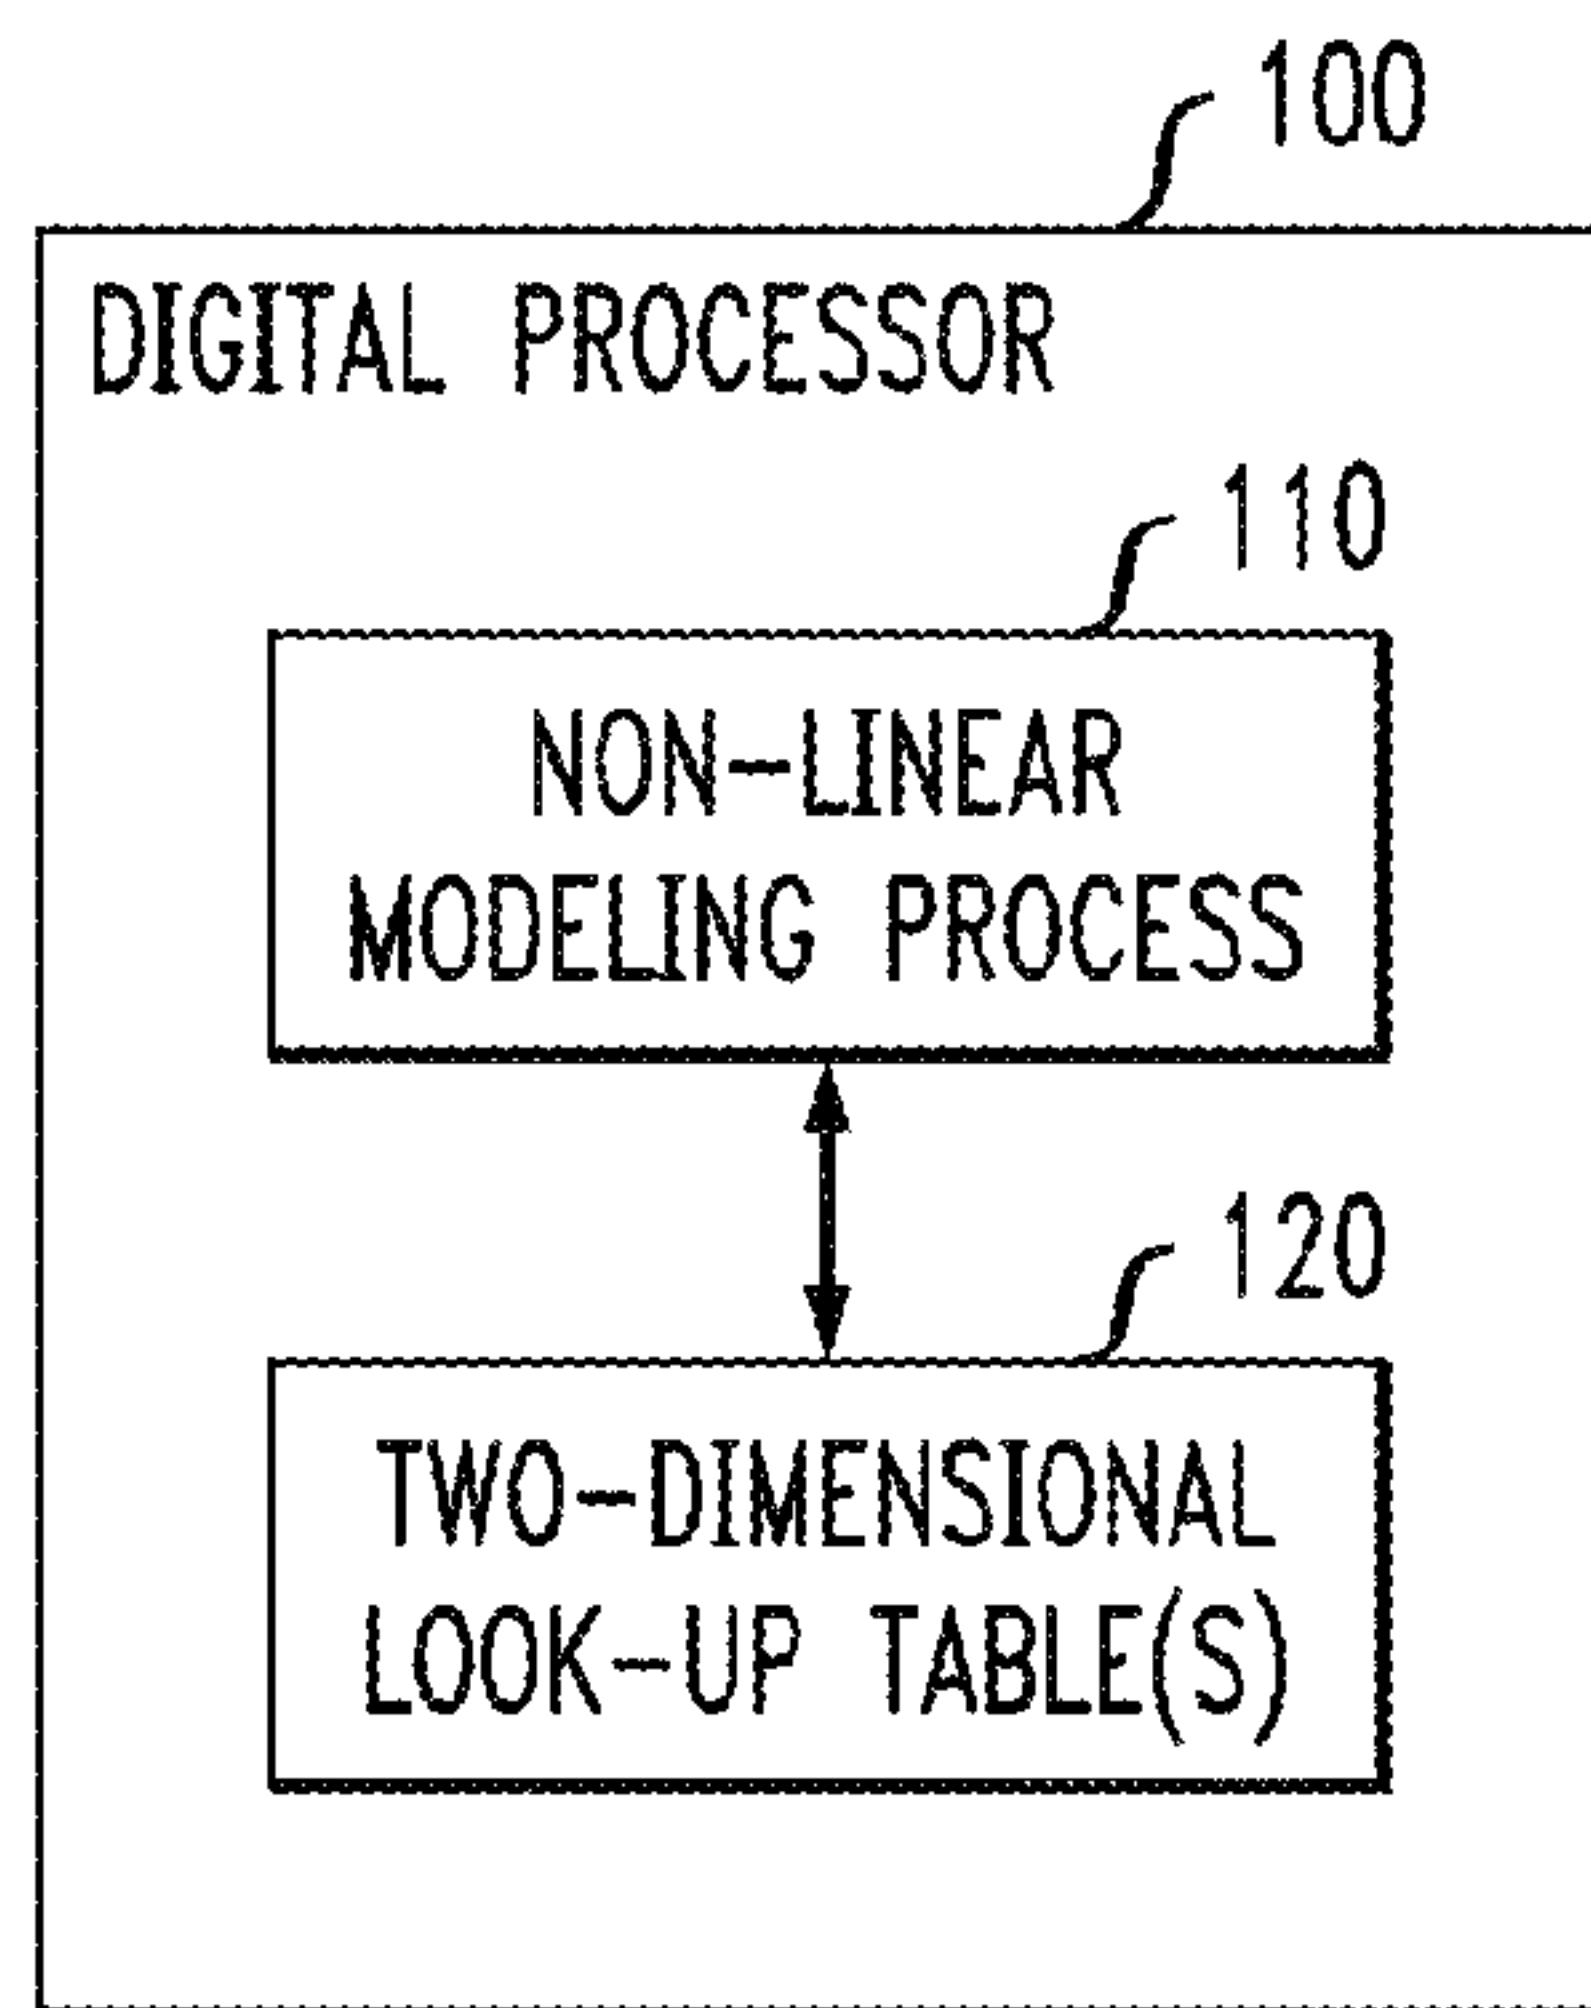 100
DIGITAL PROCESSOR
110
NON-LINEAR
MODELING PROCESS
120
TWO-DIMENSIONAL
LOOK-UP TABLE(S)